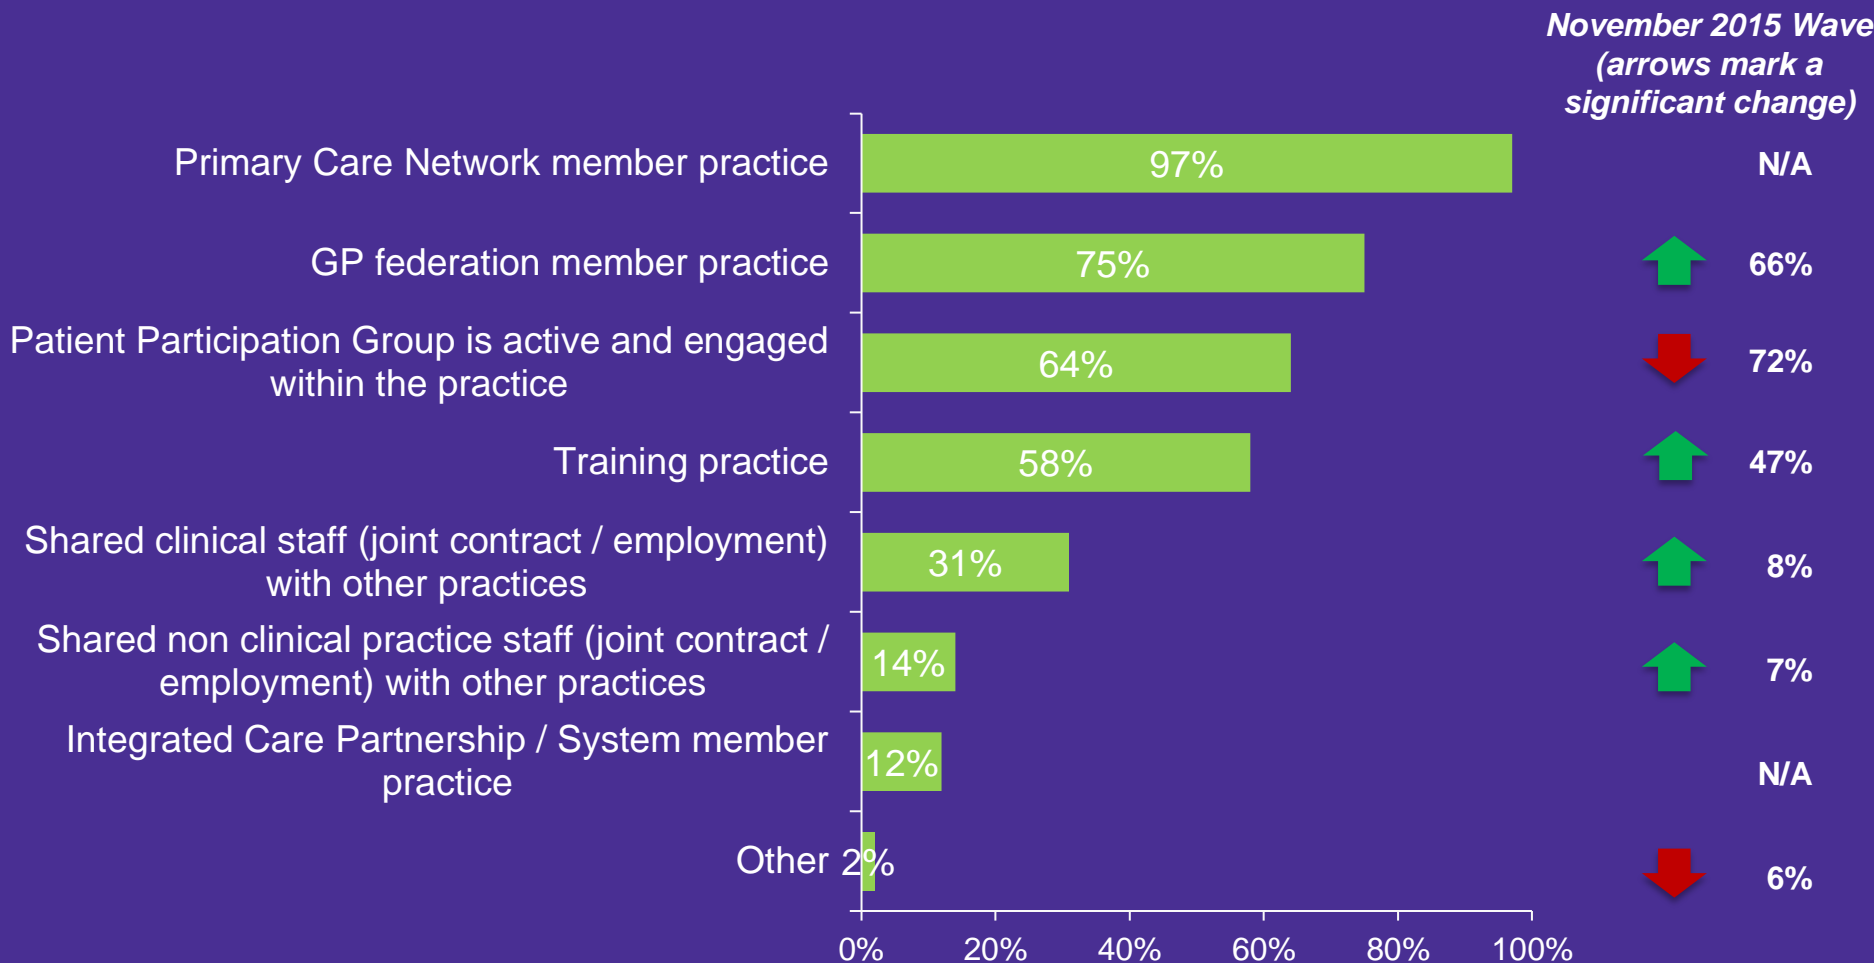 November 2015 Wave
(arrows mark a
significant change)
Primary Care Network member practice
97%
N/A
GP federation member practice
75%
66%
Patient Participation Group is active and engaged
within the practice
64%
72%
Training practice
58%
47%
Shared clinical staff (joint contract / employment)
with other practices
31%
8%
Shared non clinical practice staff (joint contract /
employment) with other practices
14%
7%
Integrated Care Partnership / System member
practice
12%
N/A
Other
2%
6%
0% 20% 40% 60% 80% 100%